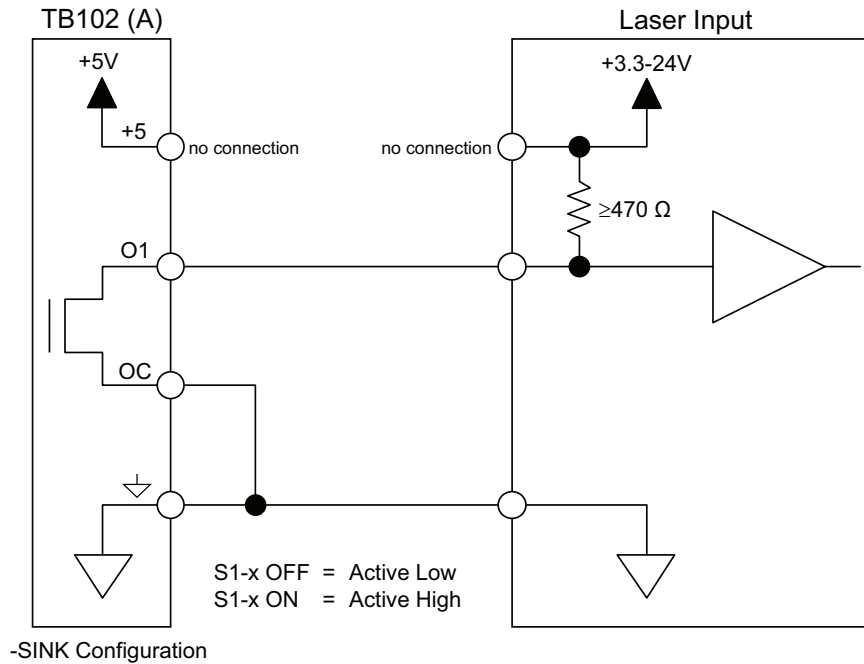 TB102 (A)
Laser Input
+5V
+3.3-24V
+5
no connection
no connection
≥470 Ω
O1
OC
S1-x OFF = Active Low
S1-x ON = Active High
-SINK Configuration